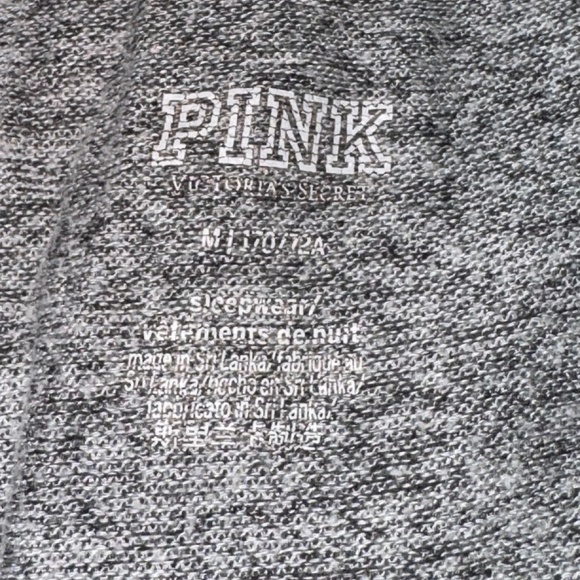 PINK
VICTORIA'S SECRET
M | 170/72A
sleepwear/
vêtements de nuit
made in Sri Lanka/fabriqué au
Sri Lanka/hecho en Sri Lanka/
fabbricato in Sri Lanka/
斯里兰卡制造